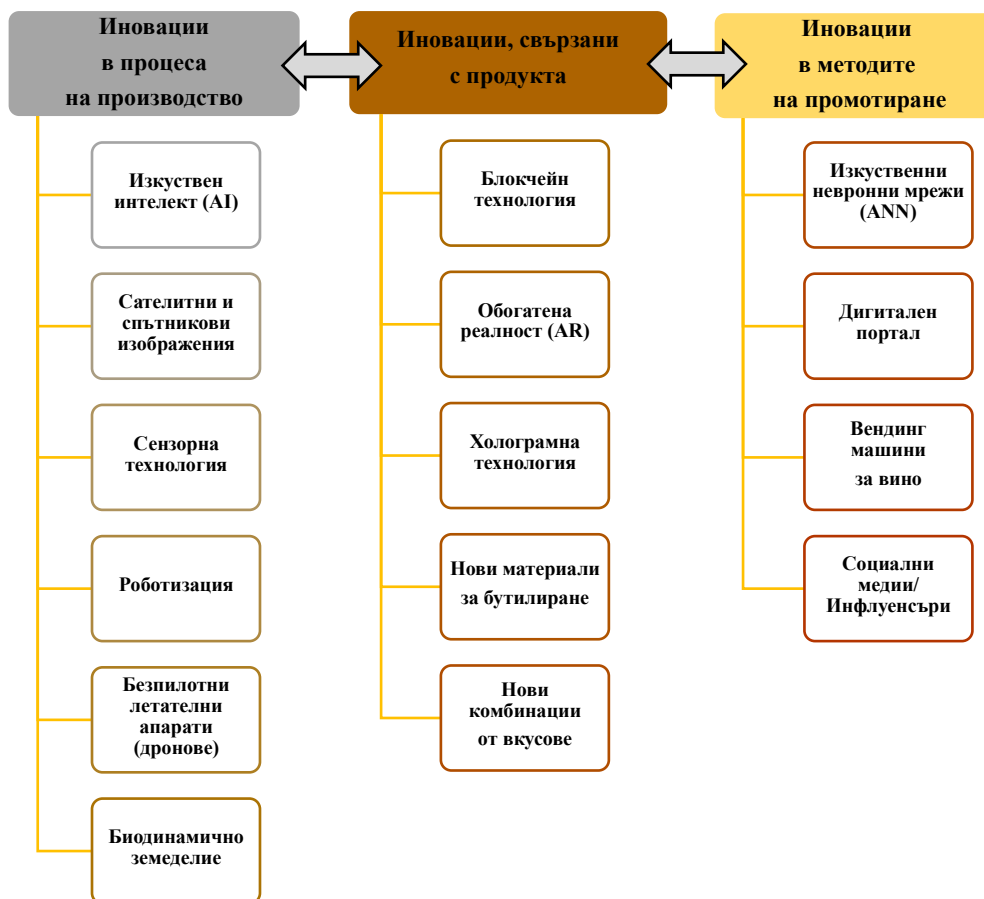 Иновации
в процеса
на производство
Изкуствен
интелект (AI)
Сателитни и
спътникови
изображения
Сензорна
технология
Роботизация
Безпилотни
летателни
апарати
(дронове)
Биодинамично
земеделие
Иновации, свързани
с продукта
Блокчейн
технология
Обогатена
реалност (AR)
Холограмна
технология
Нови материали
за бутилиране
Нови
комбинации
от вкусове
Иновации
в методите
на промотиране
Изкуственни
невронни мрежи
(ANN)
Дигитален
портал
Вендинг
машини
за вино
Социални
медии/
Инфлуенсъри